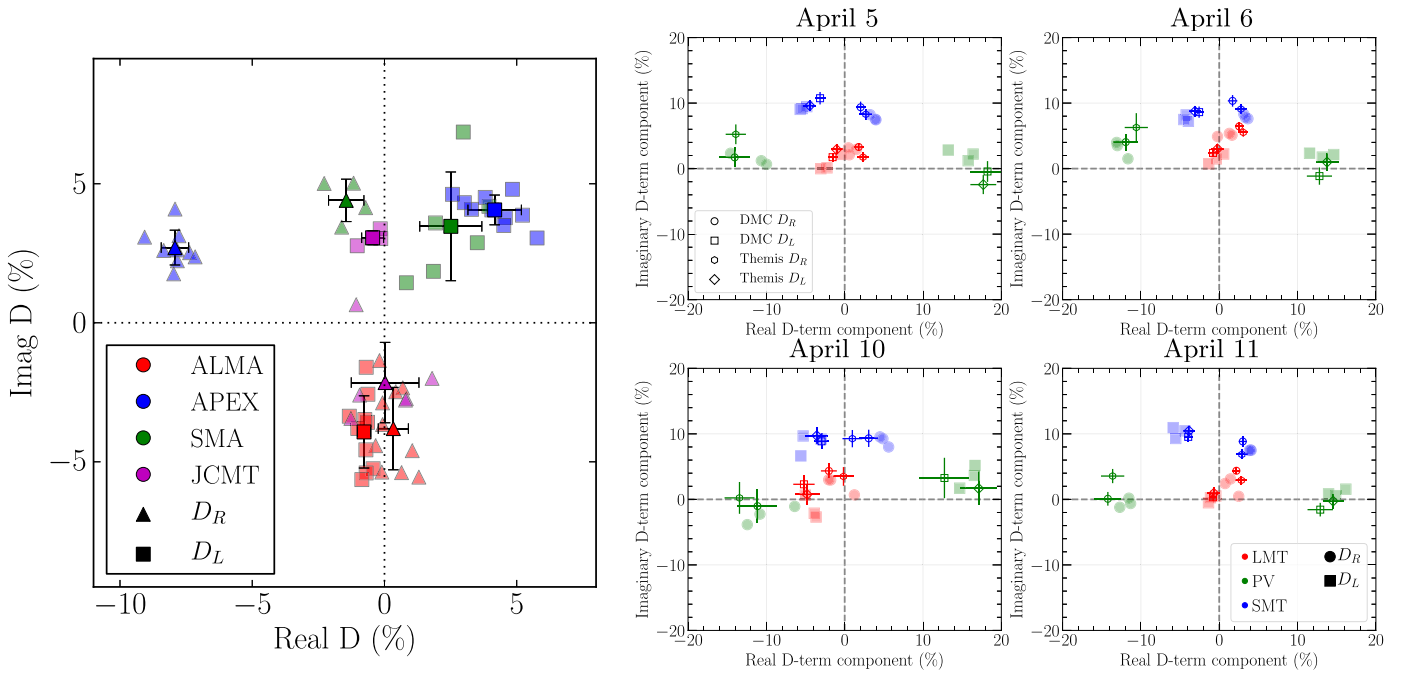 Imag D (%)
5
0
−5
−10
−5
0
5
Real D (%)
ALMA
APEX
SMA
JCMT
D_R
D_L
April 5
Imaginary D-term component (%)
20
10
0
−10
−20
−20
−10
0
10
20
Real D-term component (%)
DMC D_R
DMC D_L
Themis D_R
Themis D_L
April 6
Imaginary D-term component (%)
20
10
0
−10
−20
−20
−10
0
10
20
Real D-term component (%)
April 10
Imaginary D-term component (%)
20
10
0
−10
−20
−20
−10
0
10
20
Real D-term component (%)
April 11
Imaginary D-term component (%)
20
10
0
−10
−20
−20
−10
0
10
20
Real D-term component (%)
LMT
PV
SMT
D_R
D_L